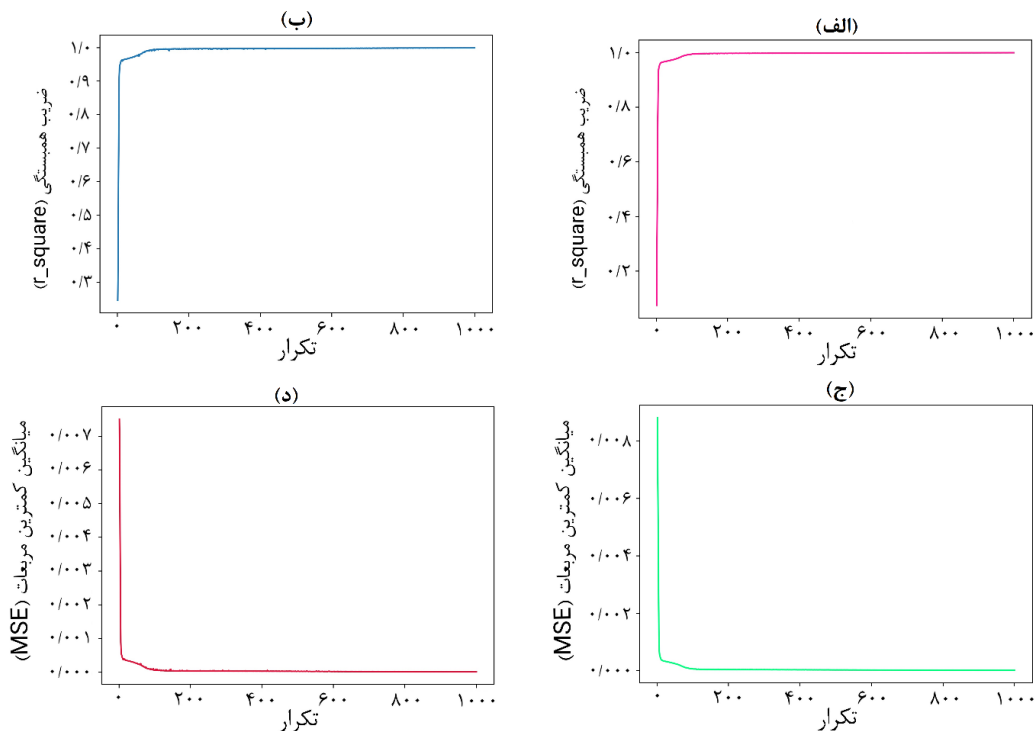 (الف)
ضریب همبستگی (r_square)
۱/۰
۰/۸
۰/۶
۰/۴
۰/۲
۰ ۲۰۰ ۴۰۰ ۶۰۰ ۸۰۰ ۱۰۰۰
تکرار
(ب)
ضریب همبستگی (r_square)
۱/۰
۰/۹
۰/۸
۰/۷
۰/۶
۰/۵
۰/۴
۰/۳
۰ ۲۰۰ ۴۰۰ ۶۰۰ ۸۰۰ ۱۰۰۰
تکرار
(ج)
میانگین کمترین مربعات (MSE)
۰/۰۰۸
۰/۰۰۶
۰/۰۰۴
۰/۰۰۲
۰/۰۰۰
۰ ۲۰۰ ۴۰۰ ۶۰۰ ۸۰۰ ۱۰۰۰
تکرار
(د)
میانگین کمترین مربعات (MSE)
۰/۰۰۷
۰/۰۰۶
۰/۰۰۵
۰/۰۰۴
۰/۰۰۳
۰/۰۰۲
۰/۰۰۱
۰/۰۰۰
۰ ۲۰۰ ۴۰۰ ۶۰۰ ۸۰۰ ۱۰۰۰
تکرار